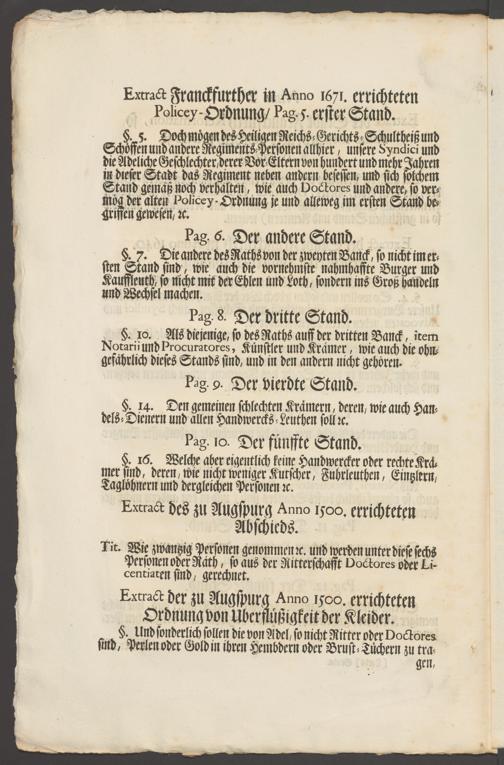 Extract Franckfurther in Anno 1671. errichteten
Policey-Ordnung/ Pag. 5. erster Stand.
§. 5. Doch mögen des Heiligen Reichs-Gerichts-Schultheiß und
Schöffen und andere Regiments-Personen allhier, unsere Syndici und
die Adeliche Geschlechter, derer Vor-Eltern von hundert und mehr Jahren
in dieser Stadt das Regiment neben andern besessen, und sich solchem
Stand gemäß noch verhalten, wie auch Doctores und andere, so ver-
mög der alten Policey-Ordnung je und alleweg im ersten Stand be-
griffen gewesen, ꝛc.
Pag. 6. Der andere Stand.
§. 7. Die andere des Raths von der zweyten Banck, so nicht im er-
sten Stand sind, wie auch die vornehmste nahmhaffte Burger und
Kauffleuth, so nicht mit der Ehlen und Loth, sondern ins Groß handeln
und Wechsel machen.
Pag. 8. Der dritte Stand.
§. 10. Als diejenige, so des Raths auff der dritten Banck, item
Notarii und Procuratores, Künstler und Krämer, wie auch die ohn-
gefährlich dieses Stands sind, und in den andern nicht gehören.
Pag. 9. Der vierdte Stand.
§. 14. Den gemeinen schlechten Krämern, deren, wie auch Han-
dels-Dienern und allen Handwercks-Leuthen soll ꝛc.
Pag. 10. Der fünffte Stand.
§. 16. Welche aber eigentlich keine Handwercker oder rechte Krä-
mer sind, deren, wie nicht weniger Kutscher, Fuhrleuthen, Eintzlern,
Taglöhnern und dergleichen Personen ꝛc.
Extract des zu Augspurg Anno 1500. errichteten
Abschieds.
Tit. Wie zwantzig Personen genommen ꝛc. und werden unter diese sechs
Personen oder Räth, so aus der Ritterschafft Doctores oder Li-
centiaten sind, gerechnet.
Extract der zu Augspurg Anno 1500. errichteten
Ordnung von Uberflüßigkeit der Kleider.
§. Und sonderlich sollen die von Adel, so nicht Ritter oder Doctores
sind, Perlen oder Gold in ihren Hembdern oder Brust-Tüchern zu tra-
gen,